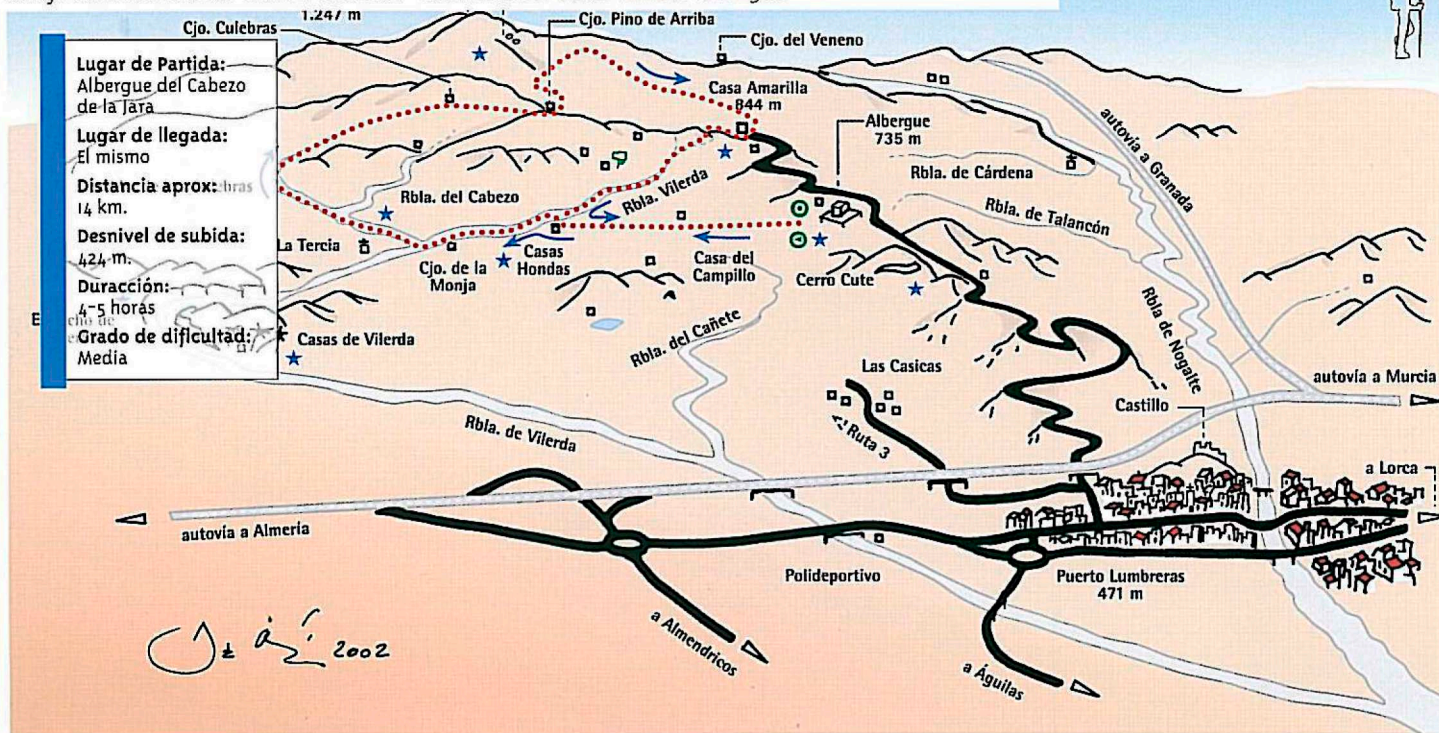 1.247 m
Cjo. Culebras
Cjo. Pino de Arriba
Cjo. del Veneno
Lugar de Partida:
Albergue del Cabezo
de la Jara
Lugar de llegada:
El mismo
Distancia aprox:
14 km.
Desnivel de subida:
424 m.
Duracción:
4-5 horas
Grado de dificultad:
Media
Casa Amarilla
844 m
Albergue
735 m
autovía a Granada
Rbla. de Cárdena
Rbla. de Talancón
Rbla. del Cabezo
Rbla. Vilerda
La Tercia
Cjo. de la
Monja
Casas
Hondas
Casa del
Campillo
Cerro Cute
Rbla de Nogalte
Casas de Vilerda
Rbla. del Cañete
Las Casicas
Ruta 3
Castillo
autovía a Murcia
Rbla. de Vilerda
a Lorca
autovía a Almeria
Polideportivo
Puerto Lumbreras
471 m
a Almendricos
a Águilas
2002